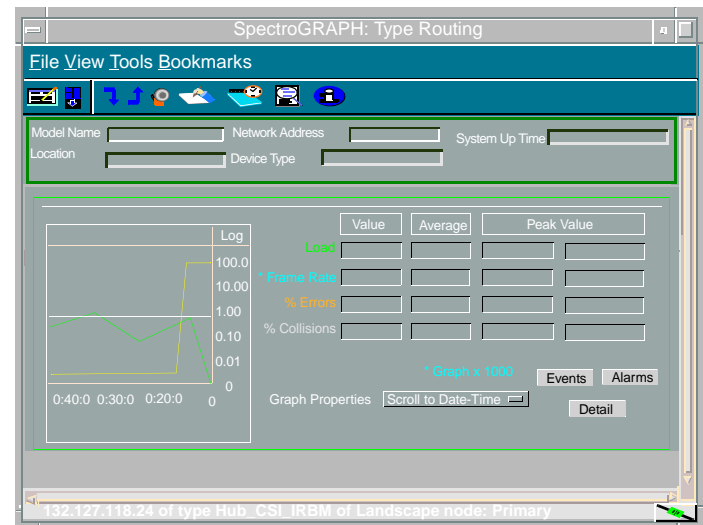 SpectroGRAPH: Type Routing
File View Tools Bookmarks
Model Name Network Address System Up Time
Location Device Type
Value Average Peak Value
Log
Load
100.0
* Frame Rate
10.00
% Errors
1.00
% Collisions
0.10
0.01
* Graph x 1000
0
Events Alarms
0:40:0 0:30:0 0:20:0 0
Graph Properties Scroll to Date-Time
Detail
132.127.118.24 of type Hub_CSI_IRBM of Landscape node: Primary